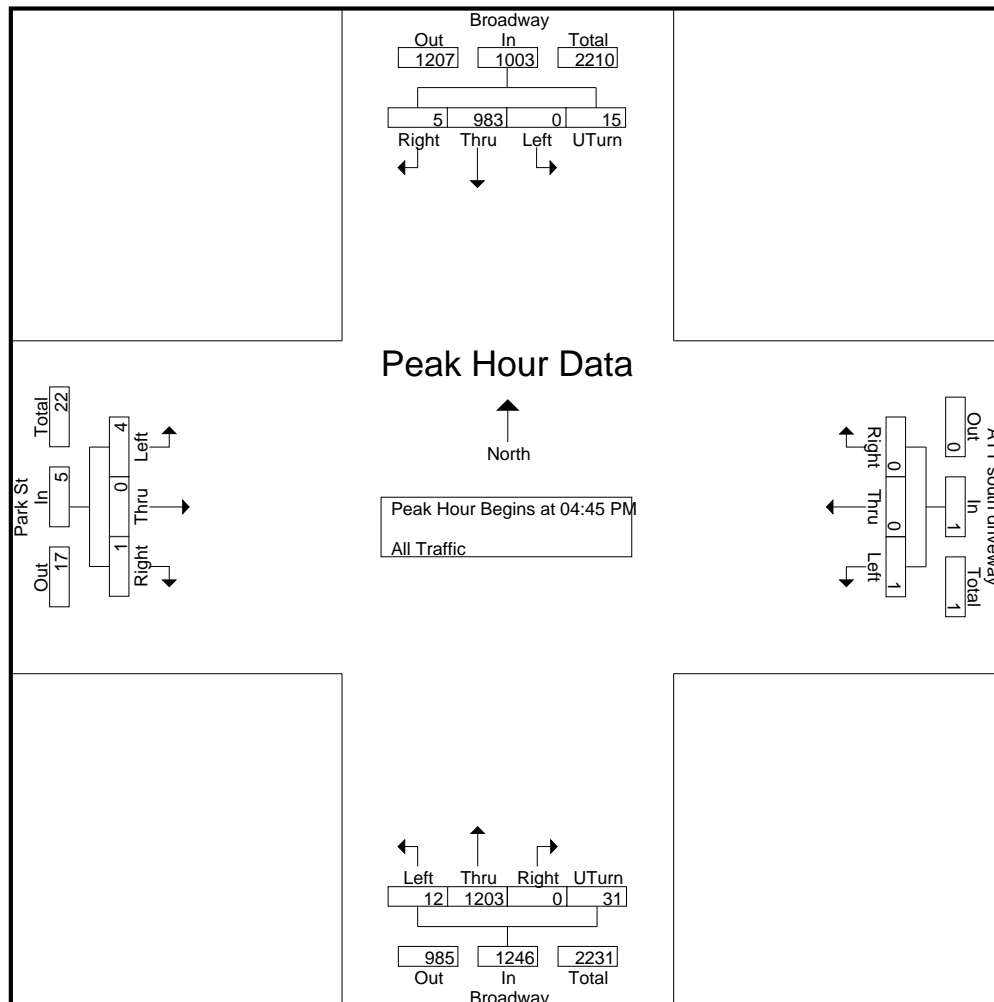 Broadway
Out In Total
1207 1003 2210
5 983 0 15
Right Thru Left UTurn
Peak Hour Data
North
Peak Hour Begins at 04:45 PM
All Traffic
Park St
Out In Total
17 5 22
Right Thru Left
1 0 4
south driveway
Out In Total
0 1 1
Right Thru Left
0 0 1
Left Thru Right UTurn
12 1203 0 31
985 1246 2231
Out In Total
Broadway